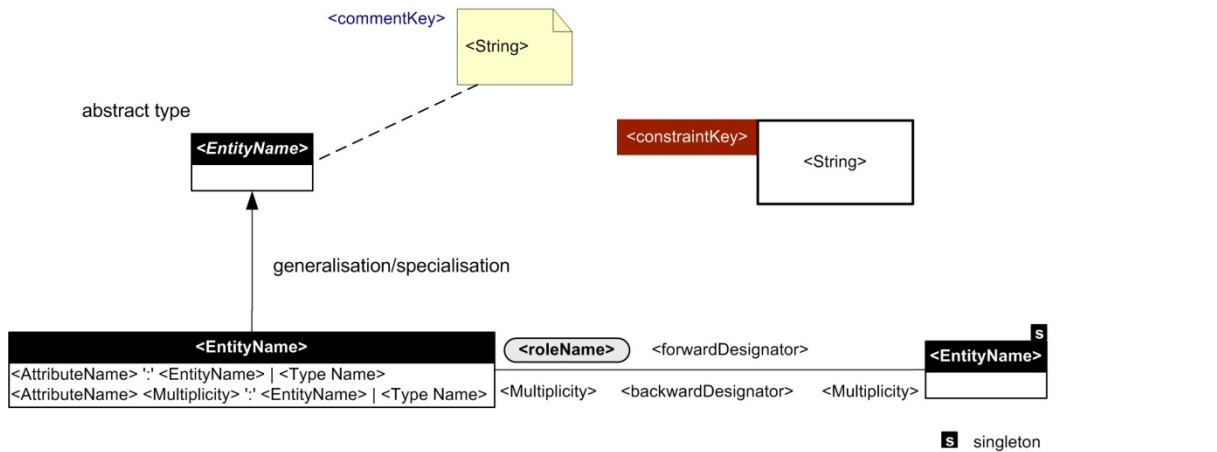 <commentKey>
<String>
abstract type
<EntityName>
<constraintKey>
<String>
generalisation/specialisation
s
<EntityName>
<roleName>
<forwardDesignator>
<EntityName>
<AttributeName> ':' <EntityName> | <Type Name>
<AttributeName> <Multiplicity> ':' <EntityName> | <Type Name>
<Multiplicity>
<backwardDesignator>
<Multiplicity>
s singleton